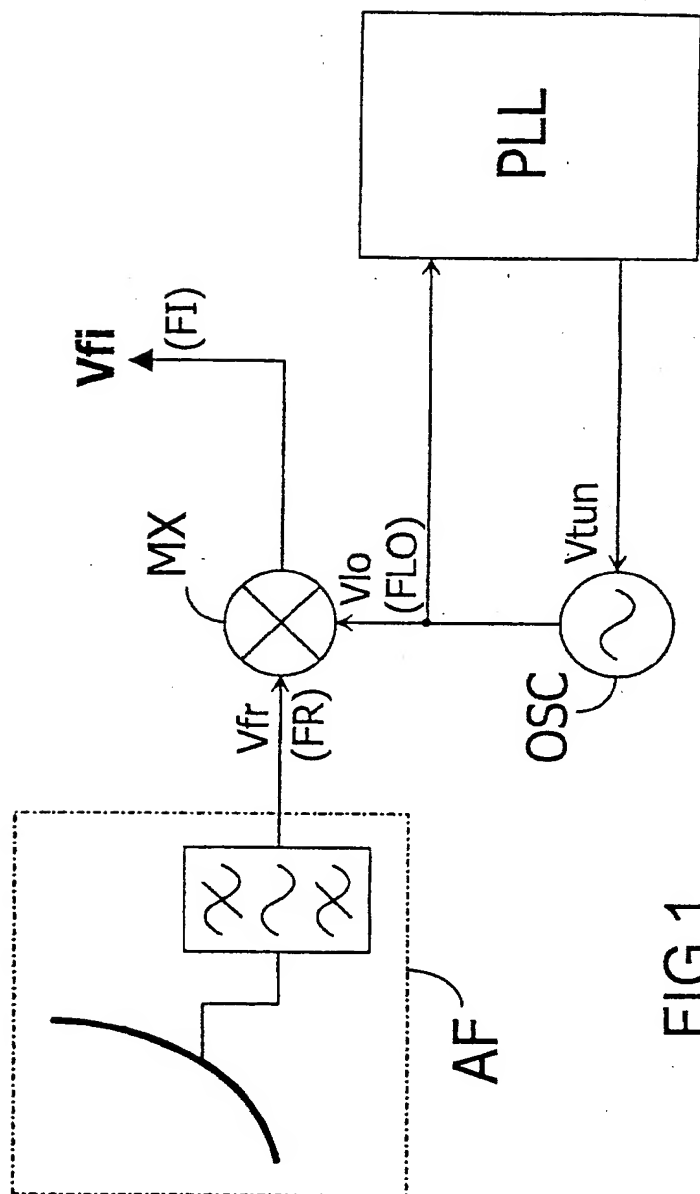 Vfi
(FI)
MX
Vfr
(FR)
Vlo
(FLO)
PLL
Vtun
OSC
AF
FIG.1